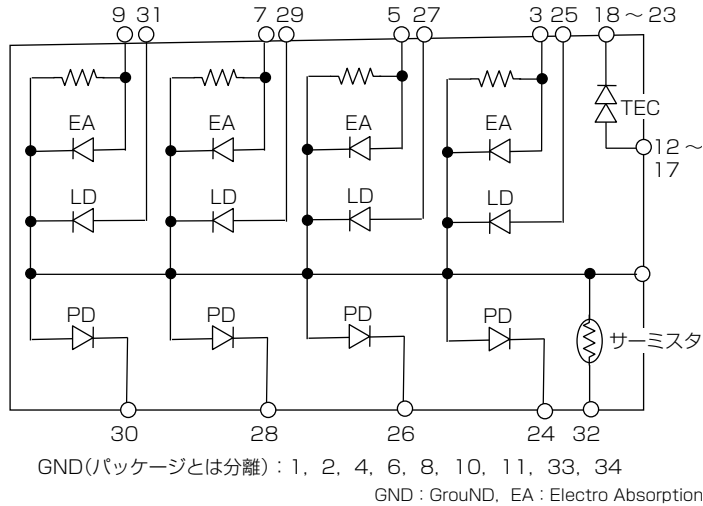 9 31 7 29 5 27 3 25 18～23
EA EA EA EA TEC
12～
17
LD LD LD LD
PD PD PD PD サーミスタ
30 28 26 24 32
GND(パッケージとは分離)：1, 2, 4, 6, 8, 10, 11, 33, 34
GND：GrouND, EA：Electro Absorption